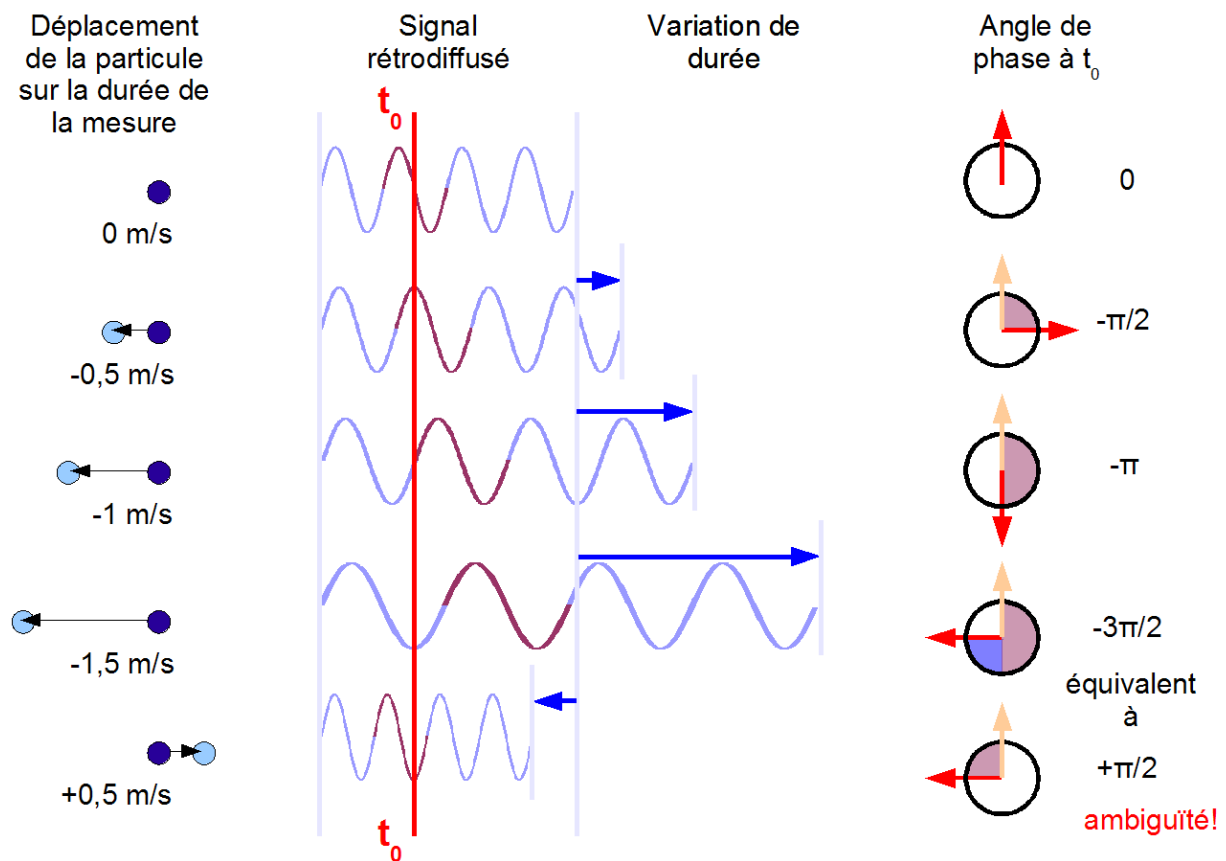 Déplacement
de la particule
sur la durée de
la mesure
Signal
rétrodiffusé
Variation de
durée
Angle de
phase à t0
t0
0 m/s
0
-0,5 m/s
-π/2
-1 m/s
-π
-1,5 m/s
-3π/2
équivalent
à
+0,5 m/s
+π/2
ambiguïté!
t0